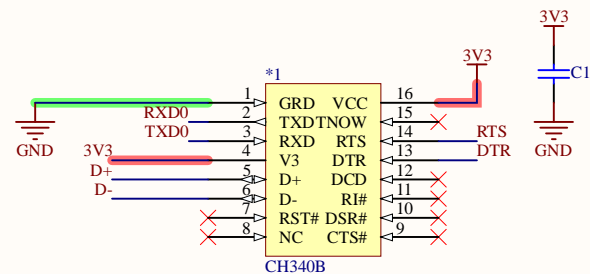 3V3
*1
3V3
C1
1
GRD
VCC
16
RXD0
2
TXD
TNOW
15
TXD0
3
RXD
RTS
14
RTS
GND
3V3
4
V3
DTR
13
DTR
GND
D+
5
D+
DCD
12
D-
6
D-
RI#
11
7
RST#
DSR#
10
8
NC
CTS#
9
CH340B